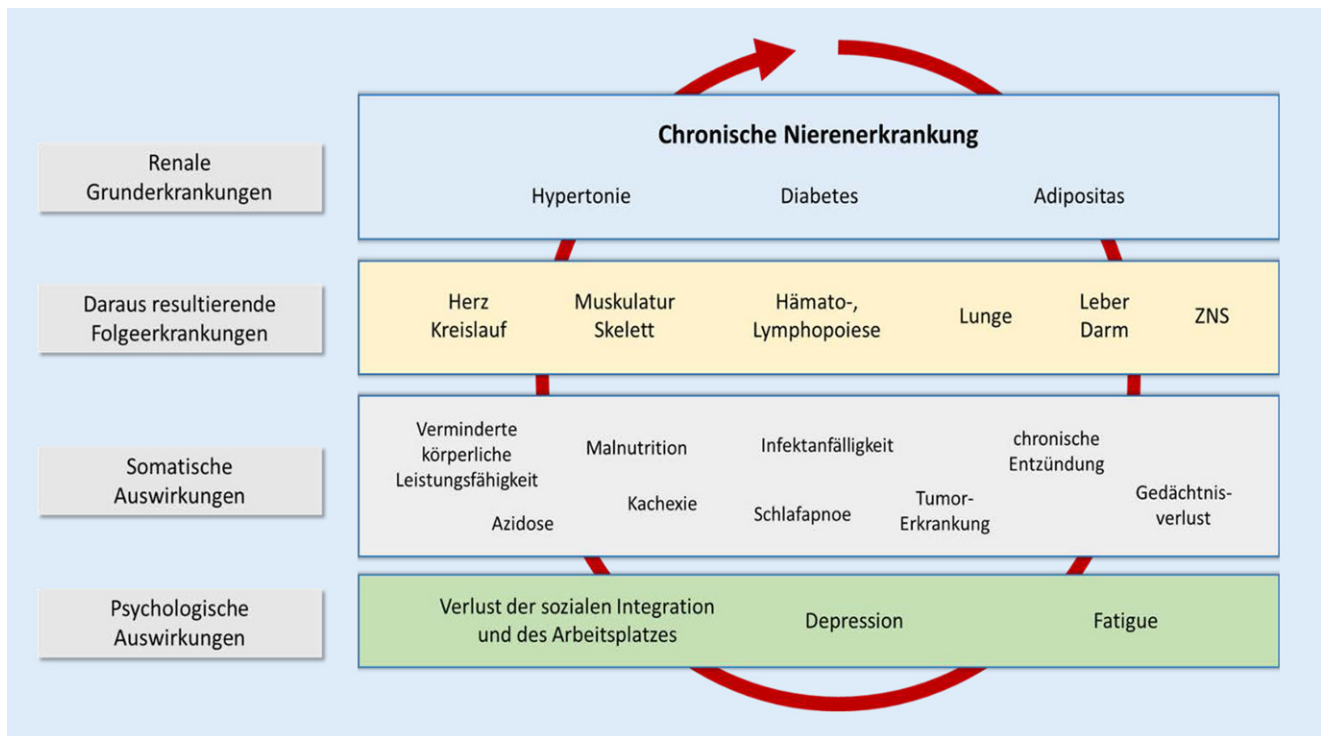 Renale
Grunderkrankungen
Chronische Nierenerkrankung
Hypertonie
Diabetes
Adipositas
Daraus resultierende
Folgeerkrankungen
Herz
Kreislauf
Muskulatur
Skelett
Hämato-,
Lymphopoiese
Lunge
Leber
Darm
ZNS
Somatische
Auswirkungen
Verminderte
körperliche
Leistungsfähigkeit
Malnutrition
Infektanfälligkeit
chronische
Entzündung
Azidose
Kachexie
Schlafapnoe
Tumor-
Erkrankung
Gedächtnis-
verlust
Psychologische
Auswirkungen
Verlust der sozialen Integration
und des Arbeitsplatzes
Depression
Fatigue